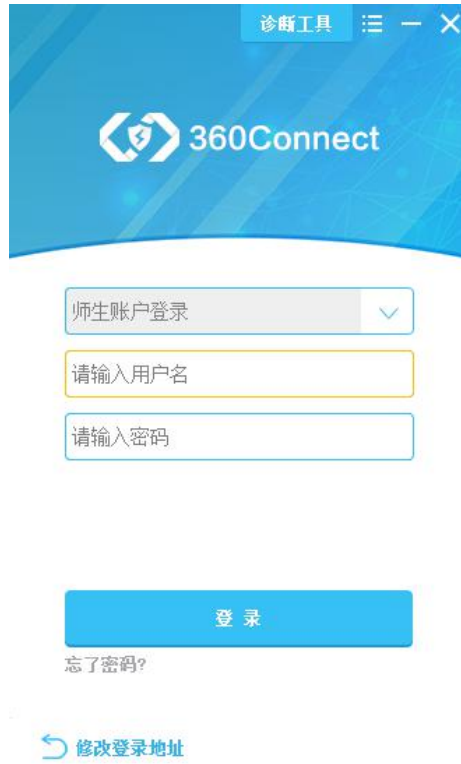 诊断工具
360Connect
师生账户登录
请输入用户名
请输入密码
登 录
忘了密码?
修改登录地址